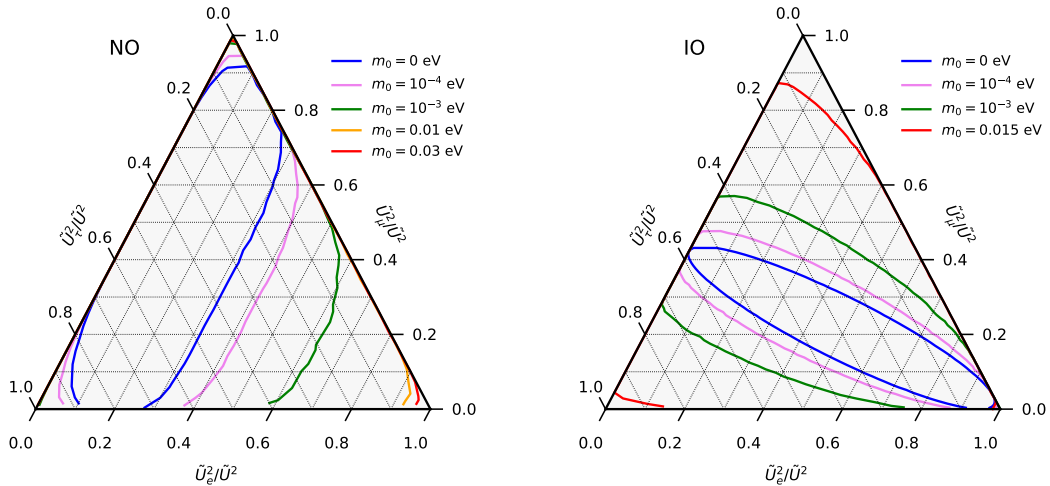 NO
0.0
1.0
0.2
0.8
0.4
0.6
0.6
0.4
0.8
0.2
1.0
0.0
0.0
0.2
0.4
0.6
0.8
1.0
Ũ²τ/Ũ²
Ũ²μ/Ũ²
Ũ²e/Ũ²
m₀ = 0 eV
m₀ = 10⁻⁴ eV
m₀ = 10⁻³ eV
m₀ = 0.01 eV
m₀ = 0.03 eV
IO
0.0
1.0
0.2
0.8
0.4
0.6
0.6
0.4
0.8
0.2
1.0
0.0
0.0
0.2
0.4
0.6
0.8
1.0
Ũ²τ/Ũ²
Ũ²μ/Ũ²
Ũ²e/Ũ²
m₀ = 0 eV
m₀ = 10⁻⁴ eV
m₀ = 10⁻³ eV
m₀ = 0.015 eV